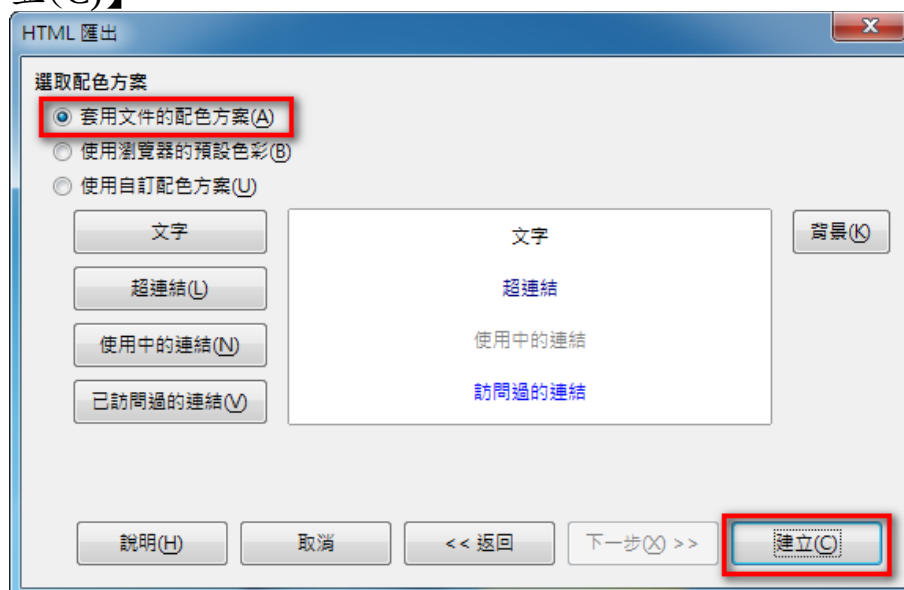 立(C)】
HTML 匯出
選取配色方案
套用文件的配色方案(A)
使用瀏覽器的預設色彩(B)
使用自訂配色方案(U)
文字 文字 背景(K)
超連結(L) 超連結
使用中的連結(N) 使用中的連結
已訪問過的連結(V) 訪問過的連結
說明(H) 取消 << 返回 下一步(X) >> 建立(C)